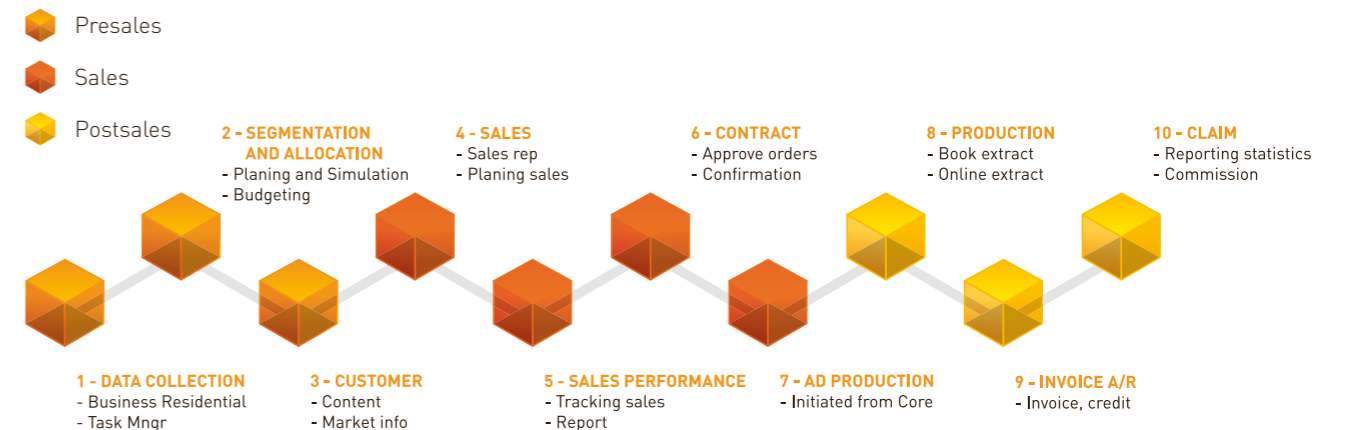 Presales
Sales
Postsales
2 - SEGMENTATION
AND ALLOCATION
- Planing and Simulation
- Budgeting
4 - SALES
- Sales rep
- Planing sales
6 - CONTRACT
- Approve orders
- Confirmation
8 - PRODUCTION
- Book extract
- Online extract
10 - CLAIM
- Reporting statistics
- Commission
1 - DATA COLLECTION
- Business Residential
- Task Mngr
3 - CUSTOMER
- Content
- Market info
5 - SALES PERFORMANCE
- Tracking sales
- Report
7 - AD PRODUCTION
- Initiated from Core
9 - INVOICE A/R
- Invoice, credit